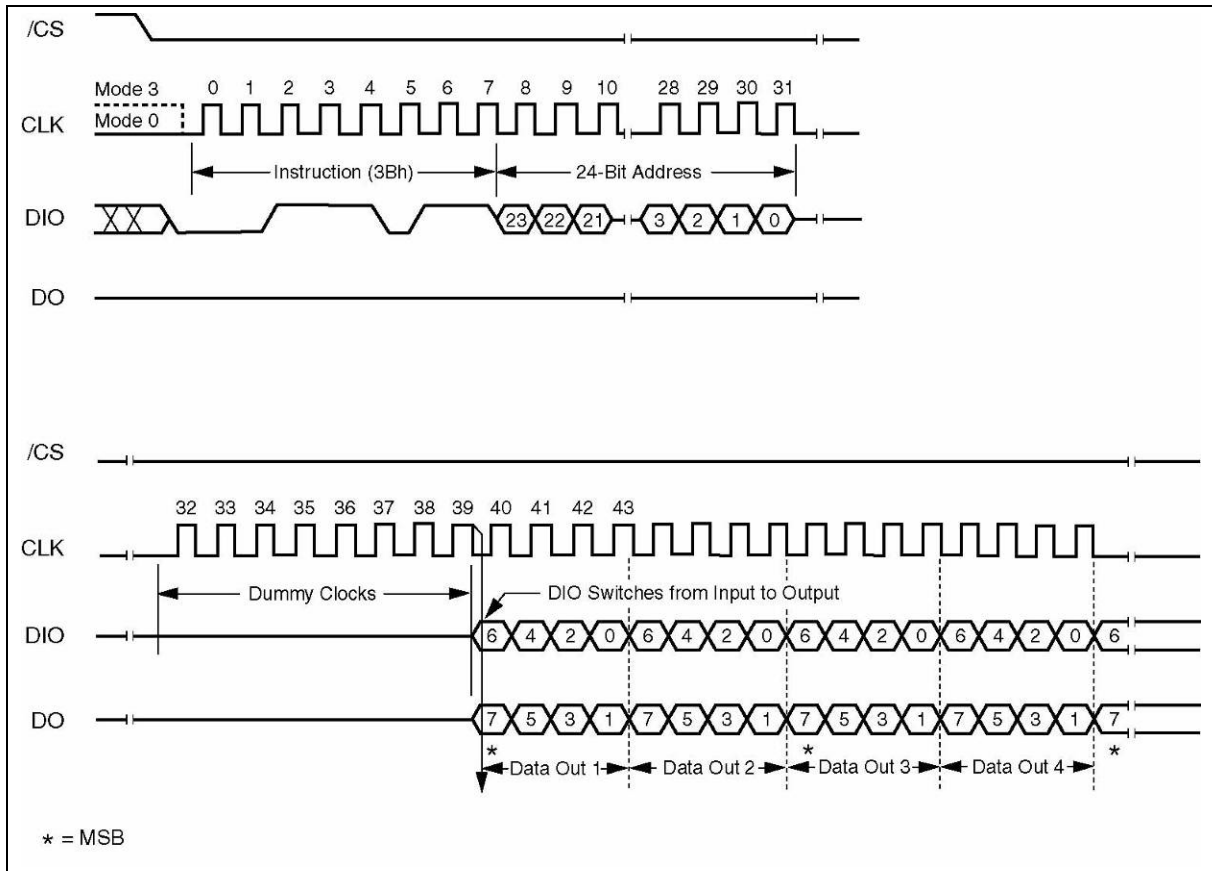 /CS
Mode 3 0 1 2 3 4 5 6 7 8 9 10 28 29 30 31
CLK Mode 0
Instruction (3Bh) 24-Bit Address
DIO 23 22 21 3 2 1 0
DO
/CS
32 33 34 35 36 37 38 39 40 41 42 43
CLK
Dummy Clocks DIO Switches from Input to Output
DIO 6 4 2 0 6 4 2 0 6 4 2 0 6 4 2 0 6
DO 7 5 3 1 7 5 3 1 7 5 3 1 7 5 3 1 7
* * *
Data Out 1 Data Out 2 Data Out 3 Data Out 4
* = MSB